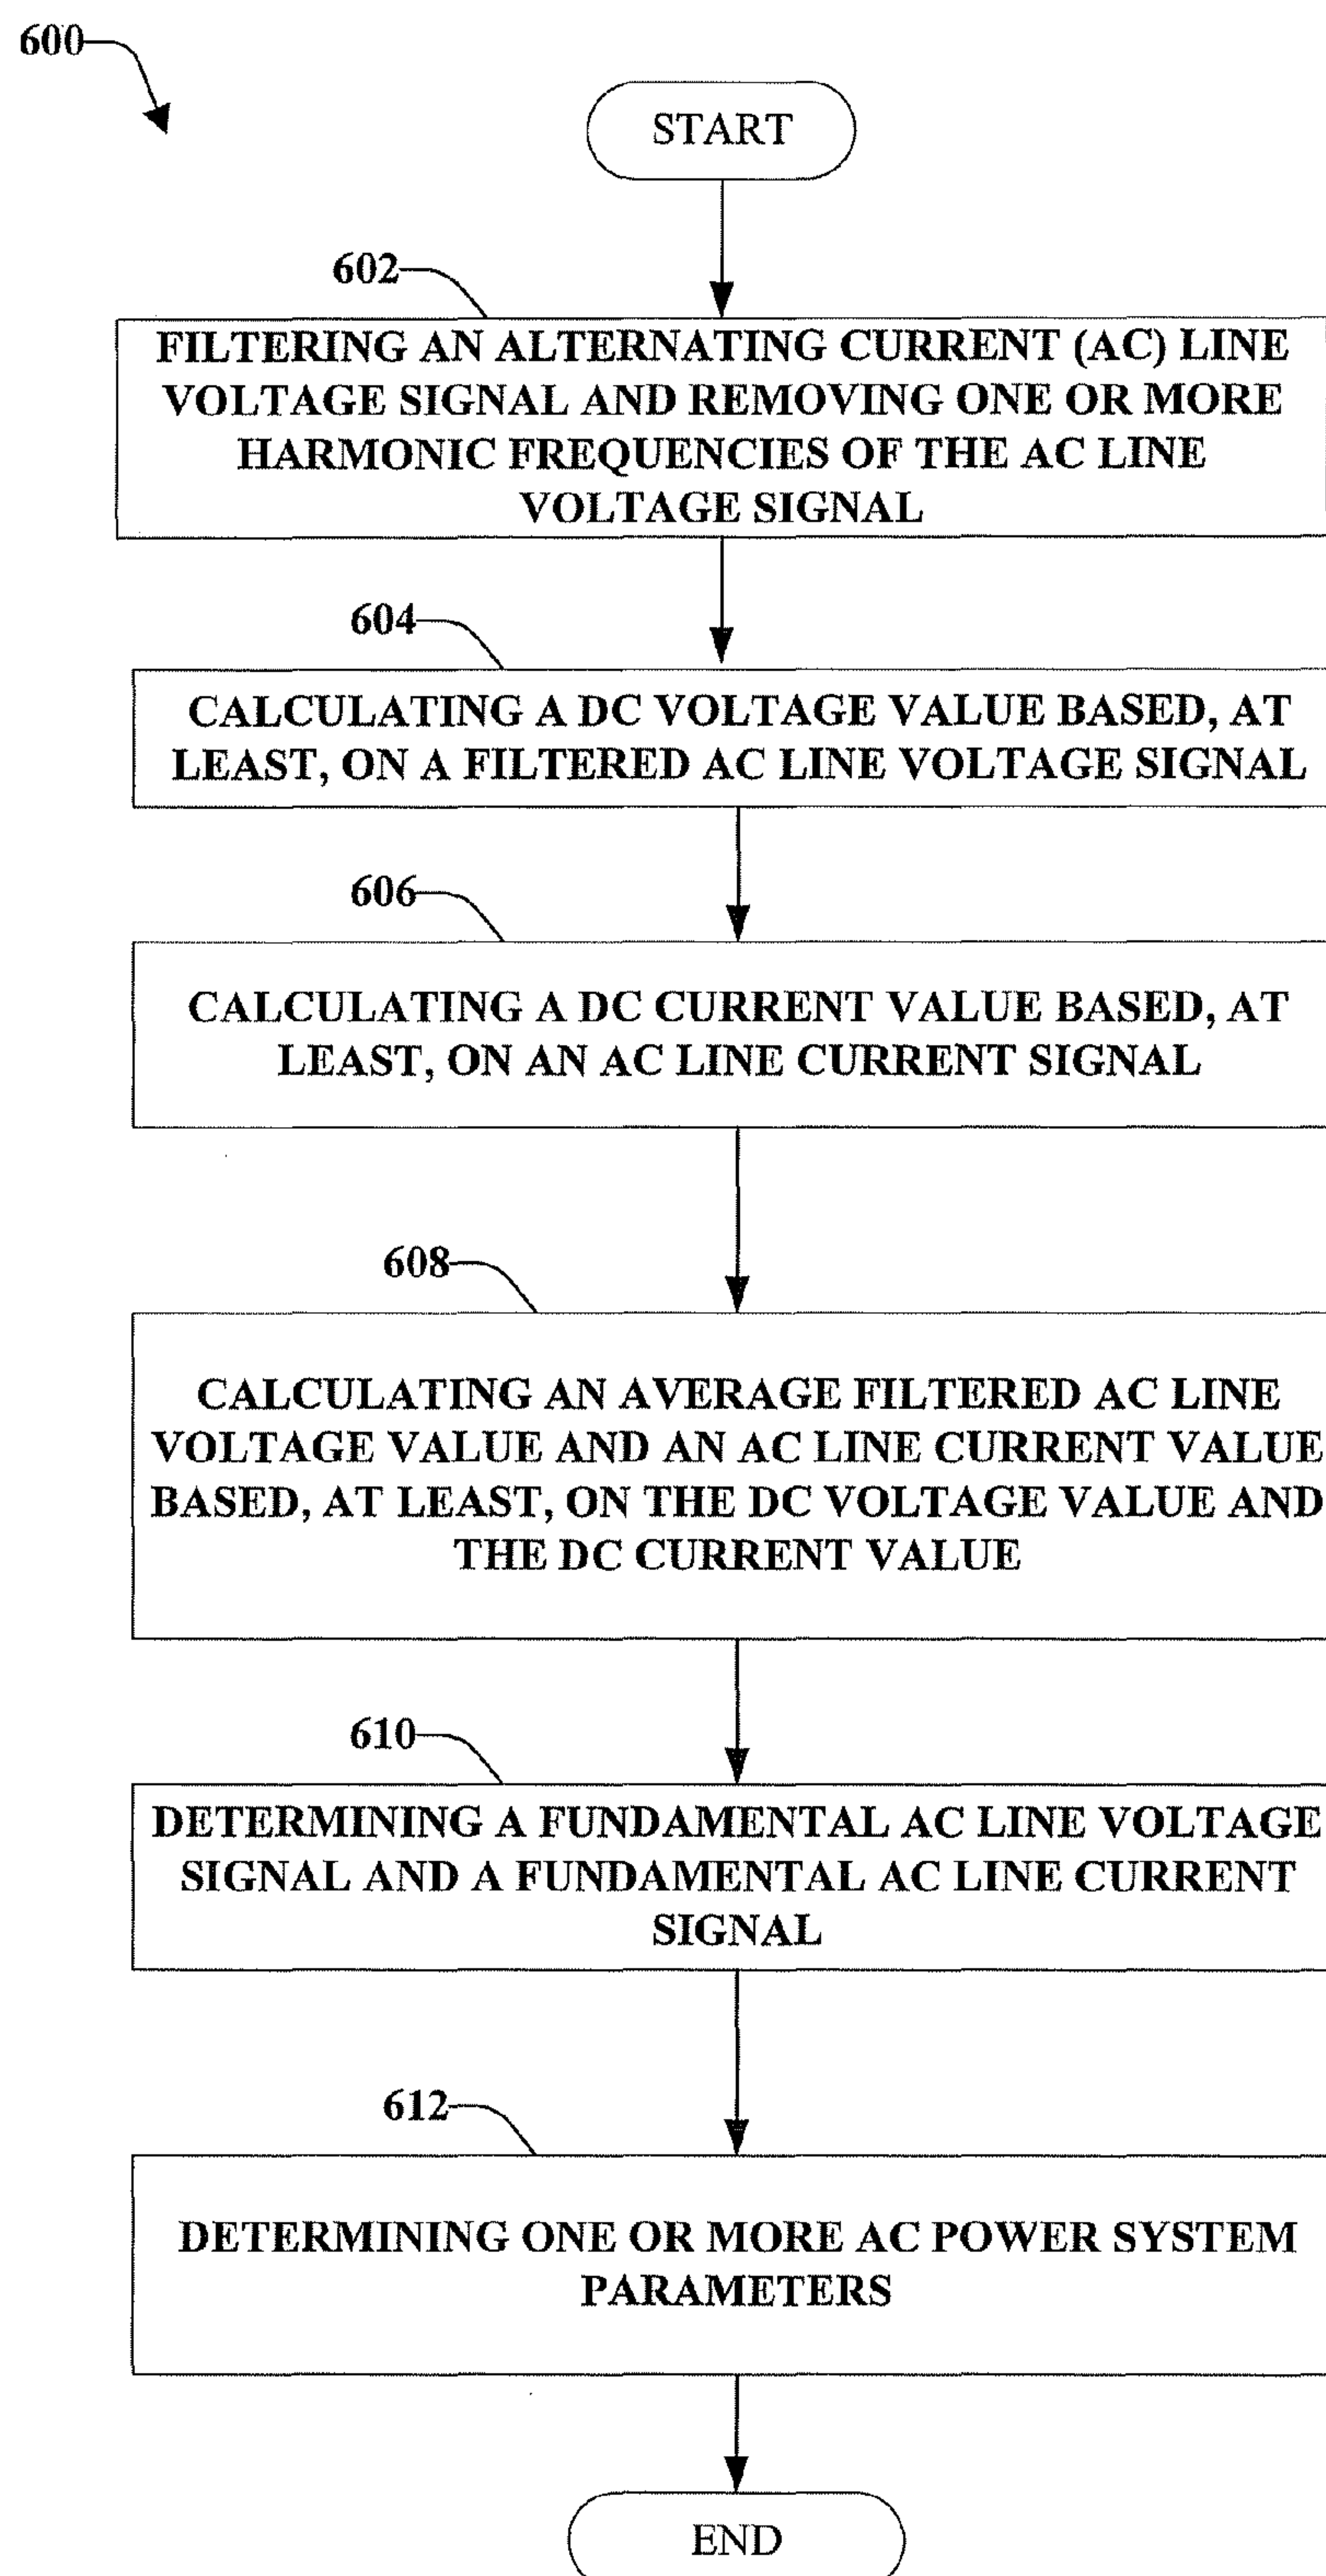 600
START
602
FILTERING AN ALTERNATING CURRENT (AC) LINE
VOLTAGE SIGNAL AND REMOVING ONE OR MORE
HARMONIC FREQUENCIES OF THE AC LINE
VOLTAGE SIGNAL
604
CALCULATING A DC VOLTAGE VALUE BASED, AT
LEAST, ON A FILTERED AC LINE VOLTAGE SIGNAL
606
CALCULATING A DC CURRENT VALUE BASED, AT
LEAST, ON AN AC LINE CURRENT SIGNAL
608
CALCULATING AN AVERAGE FILTERED AC LINE
VOLTAGE VALUE AND AN AC LINE CURRENT VALUE
BASED, AT LEAST, ON THE DC VOLTAGE VALUE AND
THE DC CURRENT VALUE
610
DETERMINING A FUNDAMENTAL AC LINE VOLTAGE
SIGNAL AND A FUNDAMENTAL AC LINE CURRENT
SIGNAL
612
DETERMINING ONE OR MORE AC POWER SYSTEM
PARAMETERS
END